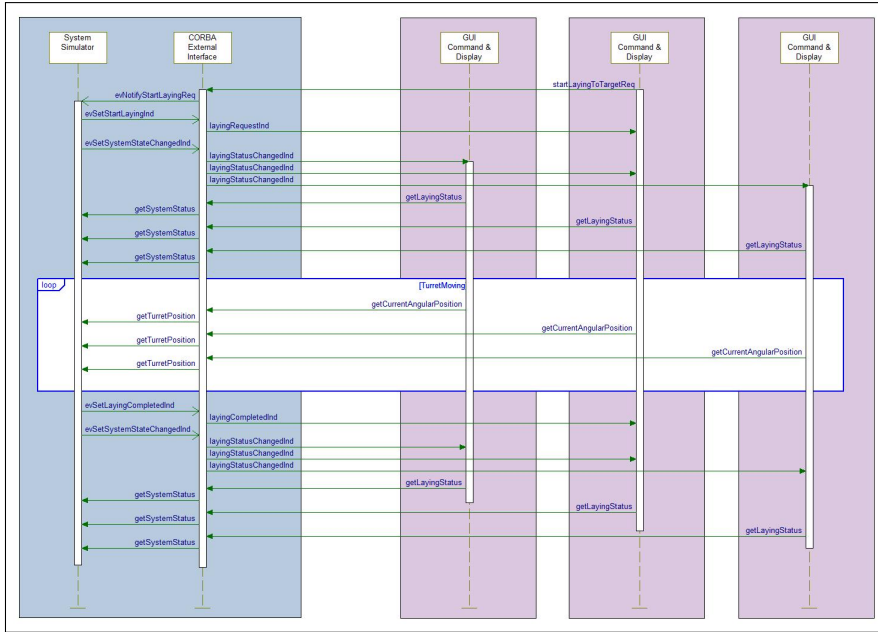 System
Simulator
CORBA
External
Interface
GUI
Command &
Display
GUI
Command &
Display
GUI
Command &
Display
startLayingToTargetReq
evNotifyStartLayingReq
evSetStartLayingInd
layingRequestInd
evSetSystemStateChangedInd
layingStatusChangedInd
layingStatusChangedInd
layingStatusChangedInd
getLayingStatus
getSystemStatus
getLayingStatus
getSystemStatus
getLayingStatus
getSystemStatus
loop
[TurretMoving
getCurrentAngularPosition
getTurretPosition
getCurrentAngularPosition
getTurretPosition
getCurrentAngularPosition
getTurretPosition
evSetLayingCompletedInd
layingCompletedInd
evSetSystemStateChangedInd
layingStatusChangedInd
layingStatusChangedInd
layingStatusChangedInd
getLayingStatus
getSystemStatus
getLayingStatus
getSystemStatus
getLayingStatus
getSystemStatus